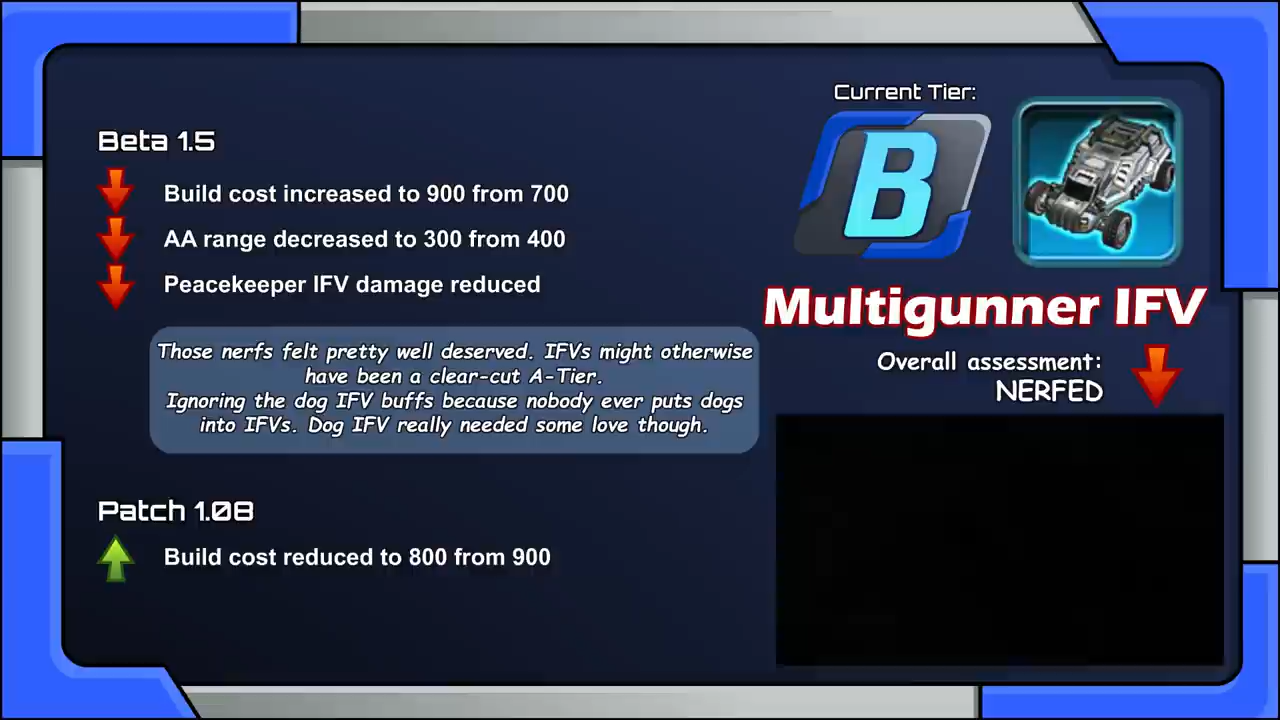 Current Tier:
B
Multigunner IFV
Overall assessment:
NERFED
Beta 1.5
Build cost increased to 900 from 700
AA range decreased to 300 from 400
Peacekeeper IFV damage reduced
Those nerfs felt pretty well deserved. IFVs might otherwise
have been a clear-cut A-Tier.
Ignoring the dog IFV buffs because nobody ever puts dogs
into IFVs. Dog IFV really needed some love though.
Patch 1.08
Build cost reduced to 800 from 900